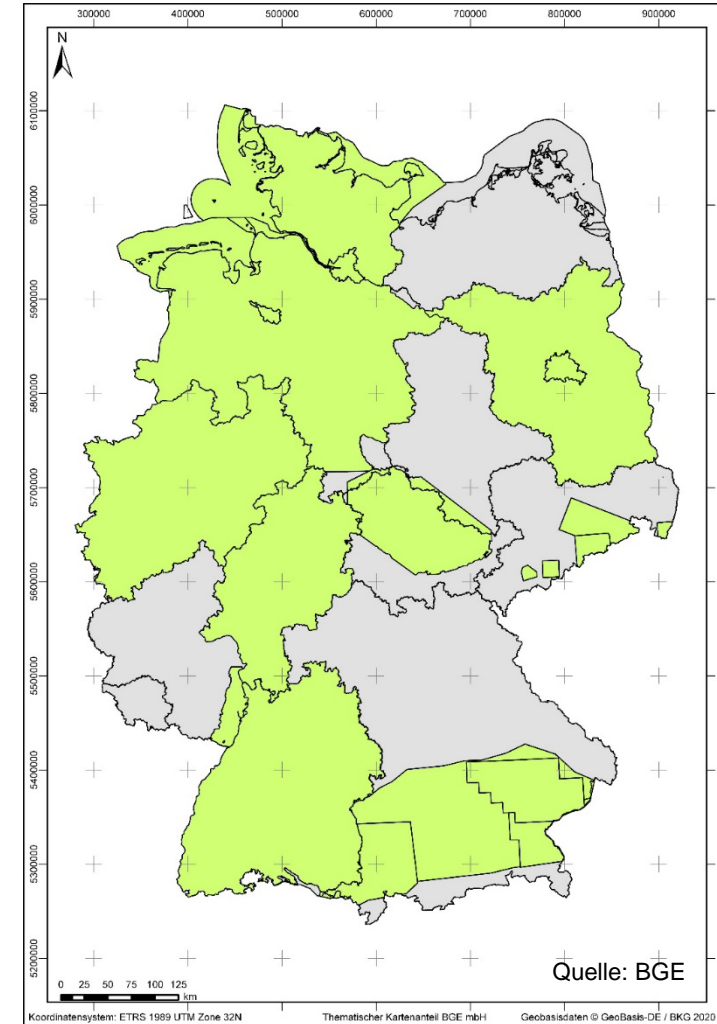 300000 400000 500000 600000 700000 800000 900000
N
6100000
6000000
5900000
5800000
5700000
5600000
5500000
5400000
5300000
5200000
Quelle: BGE
0 25 50 75 100 125
km
Koordinatensystem: ETRS 1989 UTM Zone 32N Thematischer Kartenanteil BGE mbH Geobasisdaten © GeoBasis-DE / BKG 2020